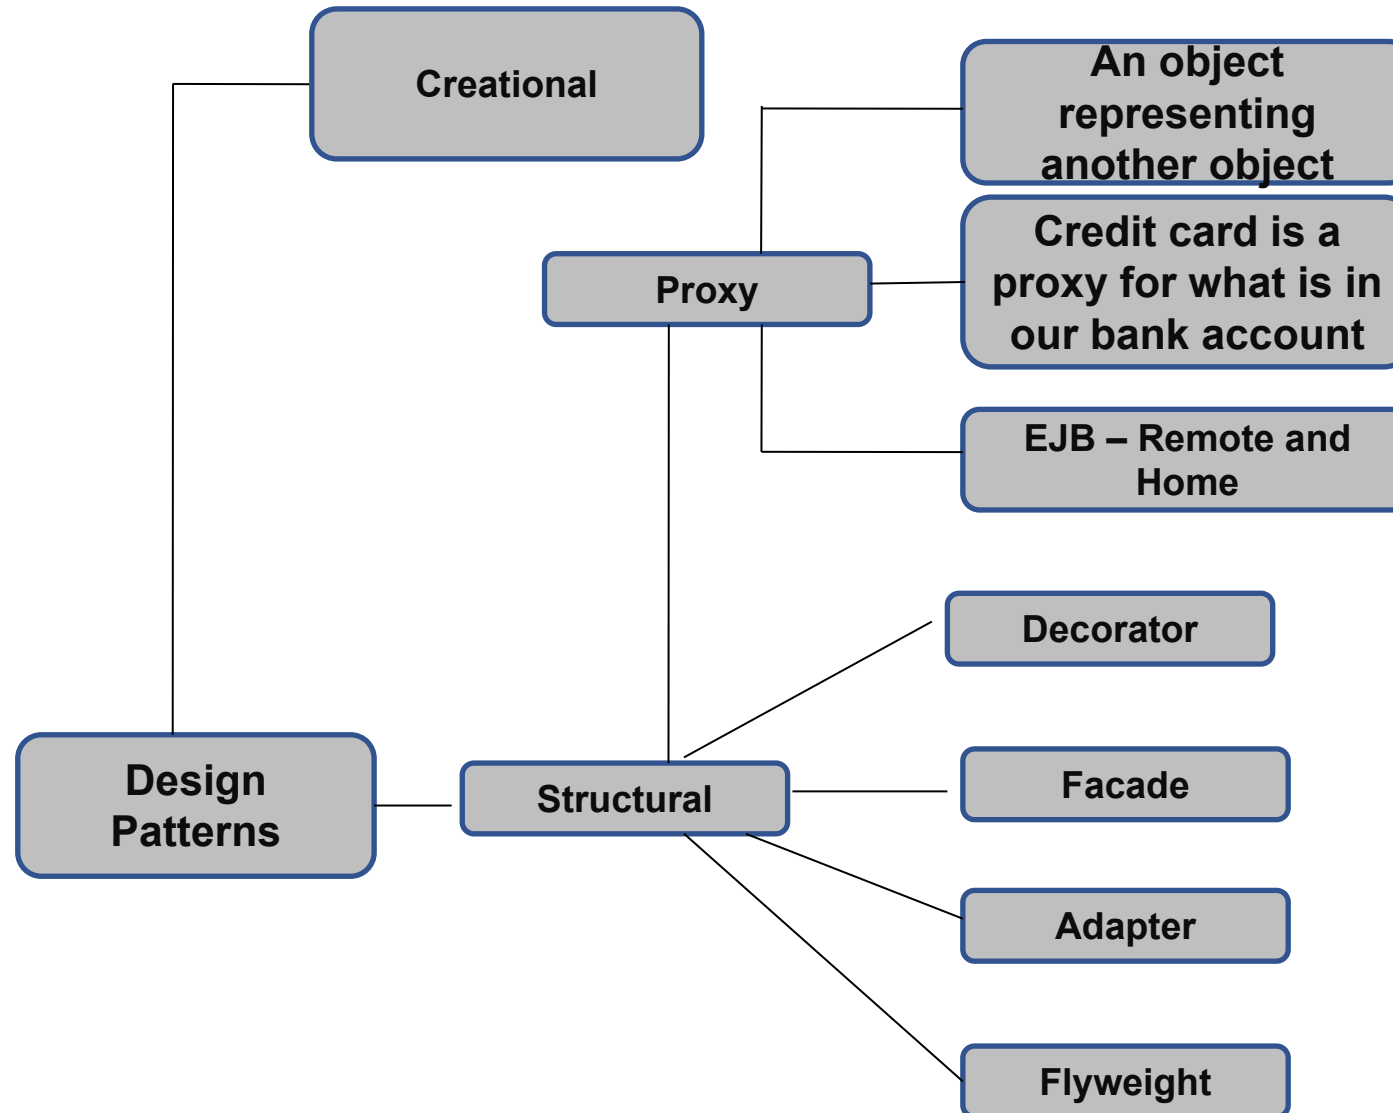 Creational
An object
representing
another object
Credit card is a
proxy for what is in
our bank account
Proxy
EJB – Remote and
Home
Decorator
Design
Patterns
Structural
Facade
Adapter
Flyweight